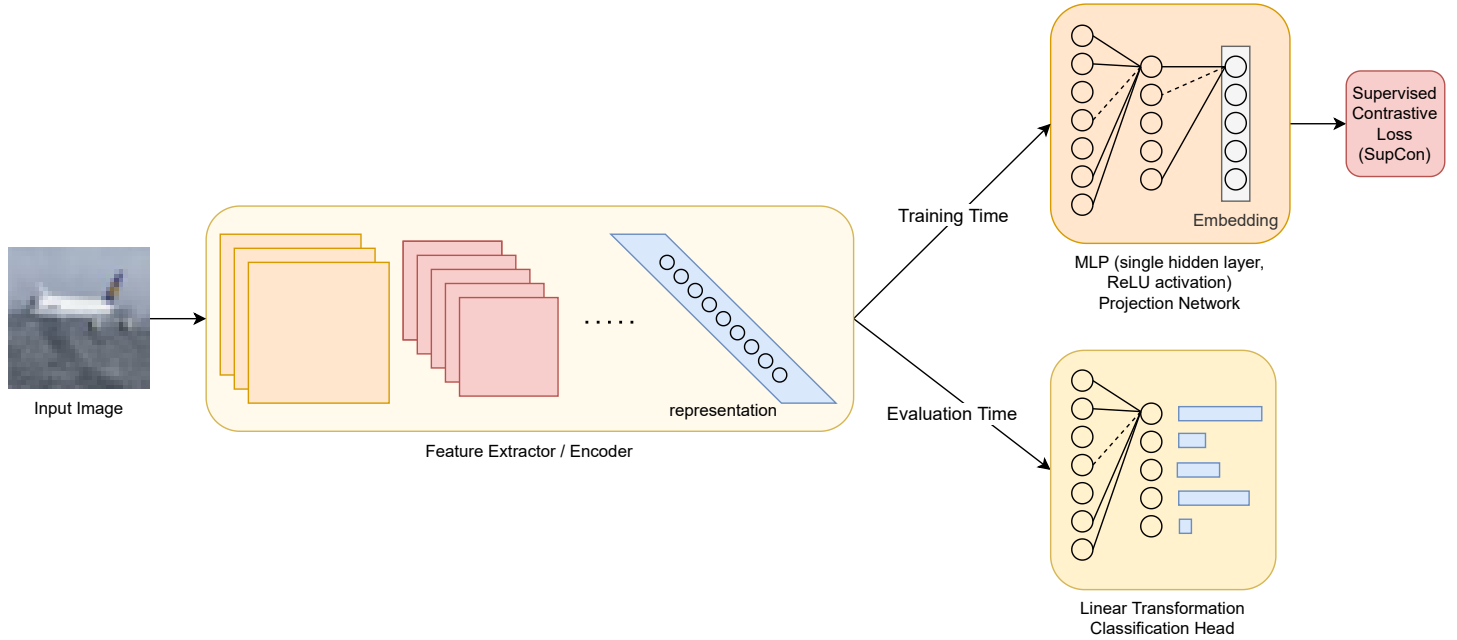 Input Image
representation
Feature Extractor / Encoder
Training Time
Evaluation Time
Embedding
MLP (single hidden layer,
ReLU activation)
Projection Network
Supervised
Contrastive
Loss
(SupCon)
Linear Transformation
Classification Head